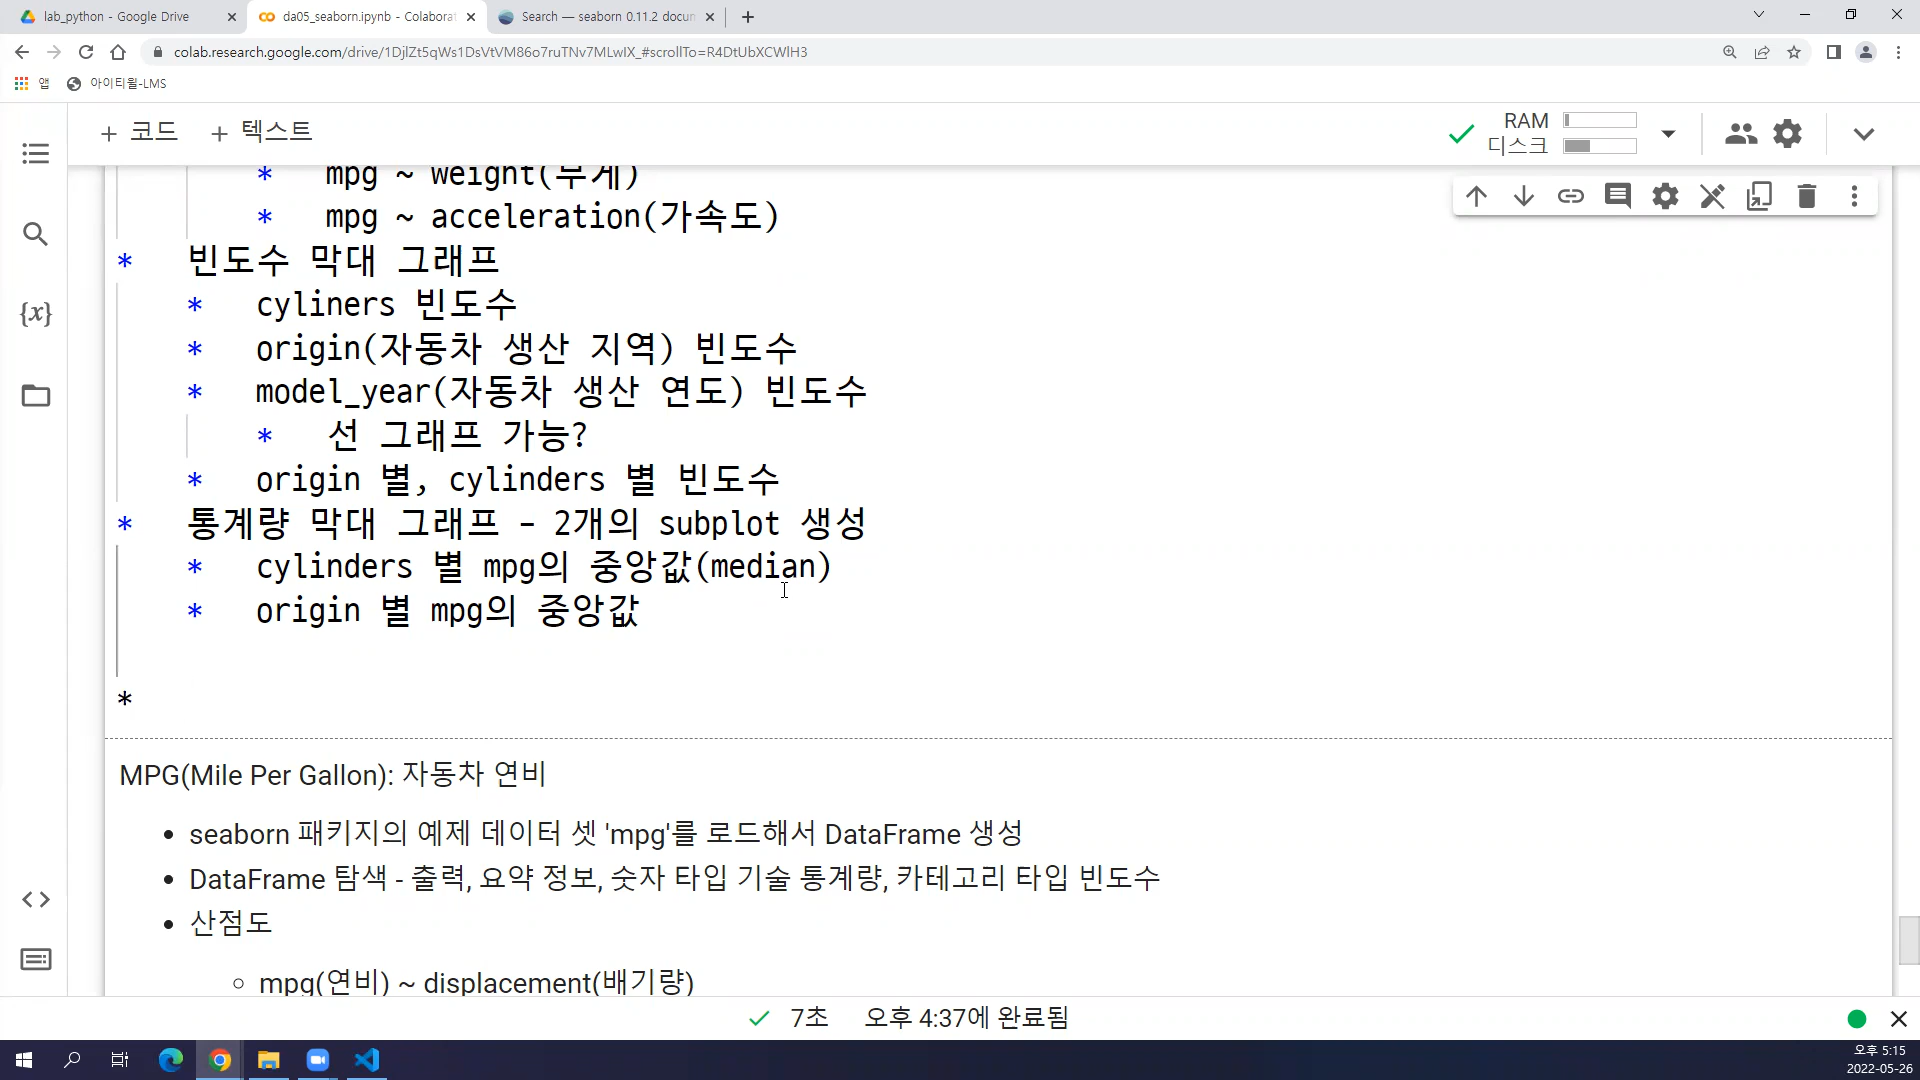 lab_python - Google Drive
da05_seaborn.ipynb - Colaborat
Search — seaborn 0.11.2 docun
colab.research.google.com/drive/1DjlZt5qWs1DsVtVM86o7ruTNv7MLwIX_#scrollTo=R4DtUbXCWlH3
앱
아이티윌-LMS
+ 코드 + 텍스트
RAM
디스크
* mpg ~ weight(무게)
* mpg ~ acceleration(가속도)
* 빈도수 막대 그래프
* cyliners 빈도수
* origin(자동차 생산 지역) 빈도수
* model_year(자동차 생산 연도) 빈도수
* 선 그래프 가능?
* origin 별, cylinders 별 빈도수
* 통계량 막대 그래프 - 2개의 subplot 생성
* cylinders 별 mpg의 중앙값(median)
* origin 별 mpg의 중앙값
*
MPG(Mile Per Gallon): 자동차 연비
• seaborn 패키지의 예제 데이터 셋 'mpg'를 로드해서 DataFrame 생성
• DataFrame 탐색 - 출력, 요약 정보, 숫자 타입 기술 통계량, 카테고리 타입 빈도수
• 산점도
◦ mpg(연비) ~ displacement(배기량)
7초 오후 4:37에 완료됨
오후 5:15
2022-05-26